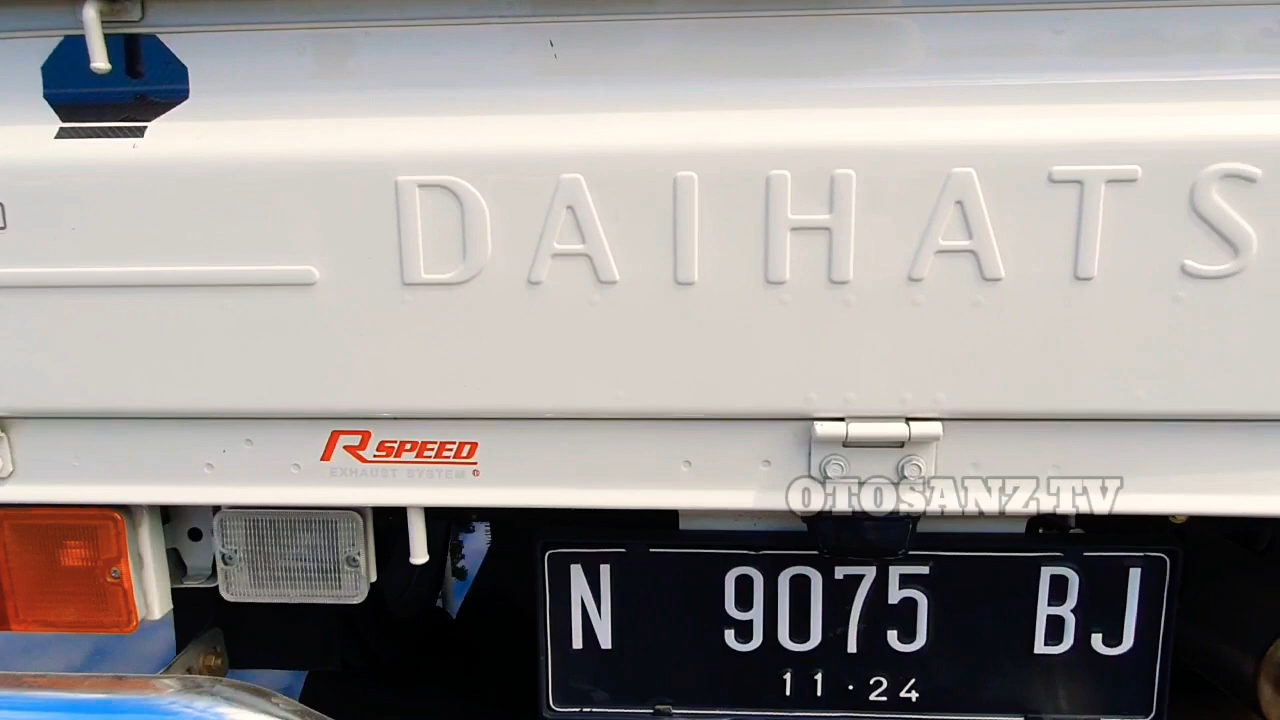 DAIHATS
RSPEED
EXHAUST SYSTEM
OTOSANZ TV
N 9075 BJ
11·24